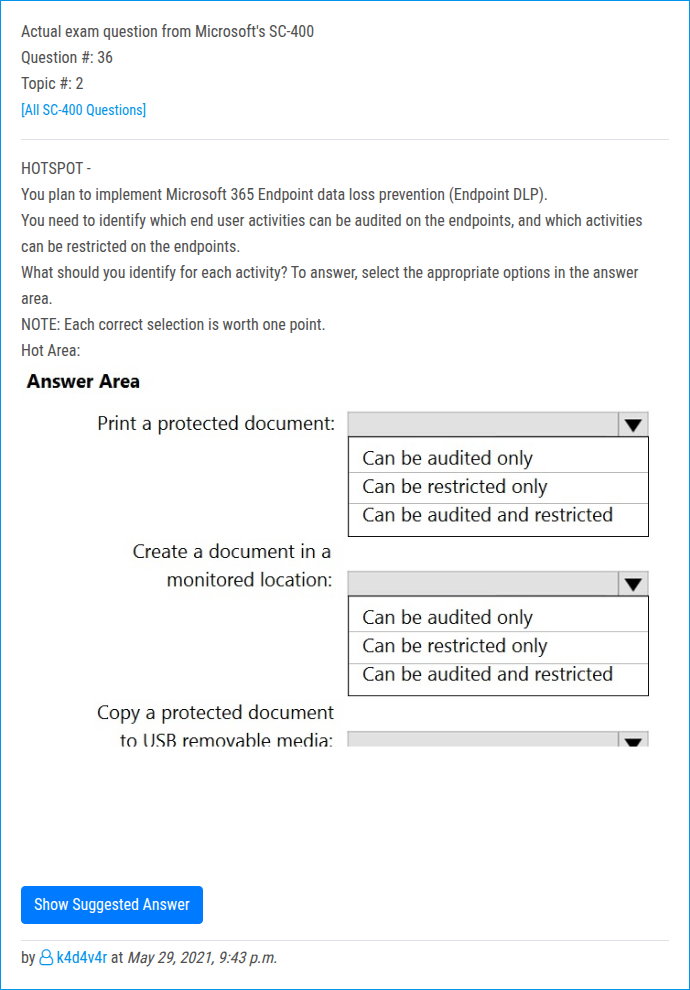 Actual exam question from Microsoft's SC-400
Question #: 36
Topic #: 2
[All SC-400 Questions]
HOTSPOT -
You plan to implement Microsoft 365 Endpoint data loss prevention (Endpoint DLP).
You need to identify which end user activities can be audited on the endpoints, and which activities
can be restricted on the endpoints.
What should you identify for each activity? To answer, select the appropriate options in the answer
area.
NOTE: Each correct selection is worth one point.
Hot Area:
Answer Area
Print a protected document:
Can be audited only
Can be restricted only
Can be audited and restricted
Create a document in a
monitored location:
Can be audited only
Can be restricted only
Can be audited and restricted
Copy a protected document
to USB removable media:
Show Suggested Answer
by k4d4v4r at May 29, 2021, 9:43 p.m.